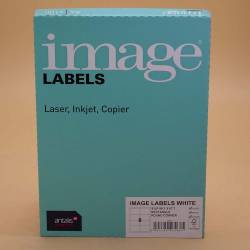 image
LABELS
Laser, Inkjet, Copier
IMAGE LABELS WHITE
antalis